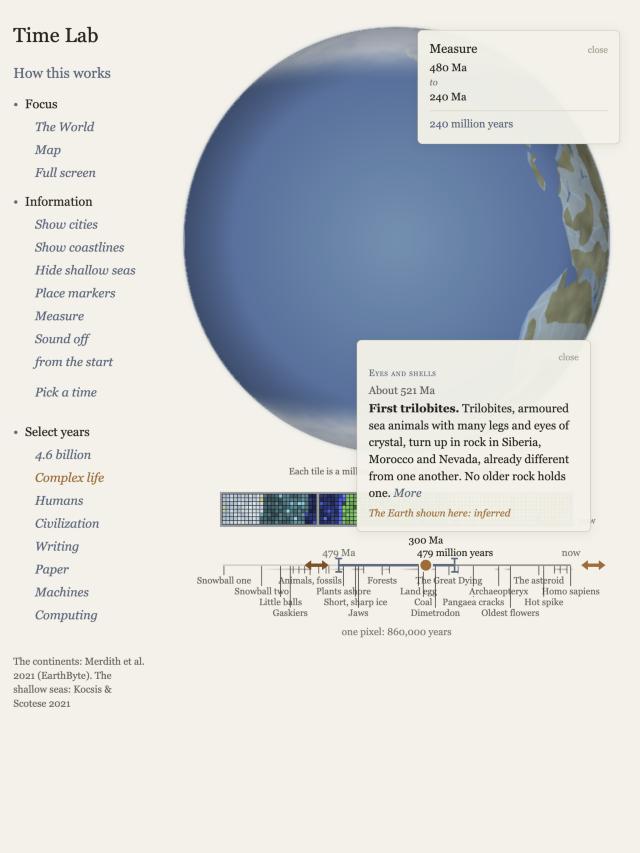 Time Lab
How this works
• Focus
The World
Map
Full screen
• Information
Show cities
Show coastlines
Hide shallow seas
Place markers
Measure
Sound off
from the start
Pick a time
• Select years
4.6 billion
Complex life
Humans
Civilization
Writing
Paper
Machines
Computing
The continents: Merdith et al.
2021 (EarthByte). The
shallow seas: Kocsis &
Scotese 2021
Measure
close
480 Ma
to
240 Ma
240 million years
close
Eyes and shells
About 521 Ma
First trilobites. Trilobites, armoured
sea animals with many legs and eyes of
crystal, turn up in rock in Siberia,
Morocco and Nevada, already different
from one another. No older rock holds
one. More
The Earth shown here: inferred
Each tile is a mill
300 Ma
479 Ma
479 million years
now
Snowball one
Animals, fossils
Forests
The Great Dying
The asteroid
Snowball two
Plants ashore
Land egg
Archaeopteryx
Homo sapiens
Little balls
Short, sharp ice
Coal
Pangaea cracks
Hot spike
Gaskiers
Jaws
Dimetrodon
Oldest flowers
one pixel: 860,000 years